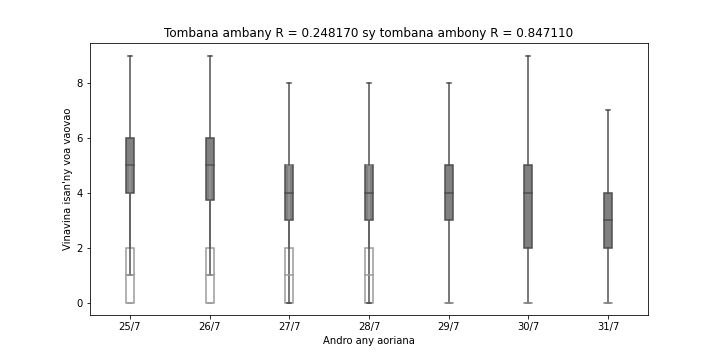 Tombana ambany R = 0.248170 sy tombana ambony R = 0.847110
8
6
4
2
0
Vinavina isan'ny voa vaovao
25/7 26/7 27/7 28/7 29/7 30/7 31/7
Andro any aoriana